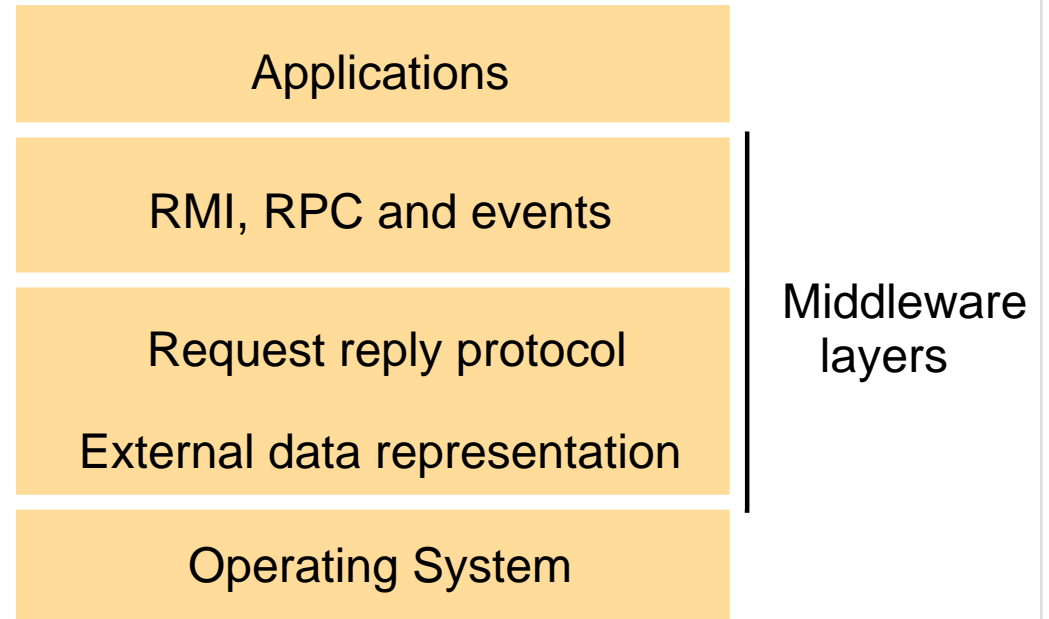 Applications
RMI, RPC and events
Middleware
layers
Request reply protocol
External data representation
Operating System